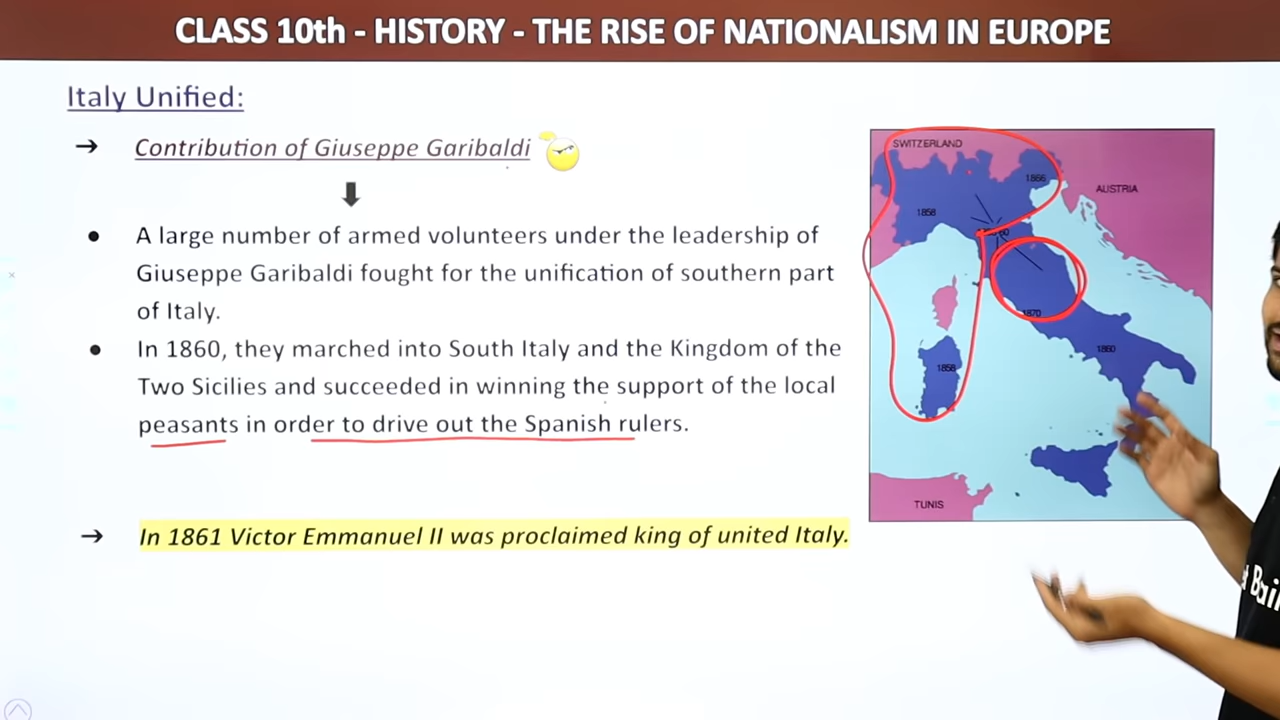 CLASS 10th - HISTORY - THE RISE OF NATIONALISM IN EUROPE
Italy Unified:
→ Contribution of Giuseppe Garibaldi
● A large number of armed volunteers under the leadership of
Giuseppe Garibaldi fought for the unification of southern part
of Italy.
● In 1860, they marched into South Italy and the Kingdom of the
Two Sicilies and succeeded in winning the support of the local
peasants in order to drive out the Spanish rulers.
→ In 1861 Victor Emmanuel II was proclaimed king of united Italy.
SWITZERLAND
1866
AUSTRIA
1858
1870
1860
1858
TUNIS